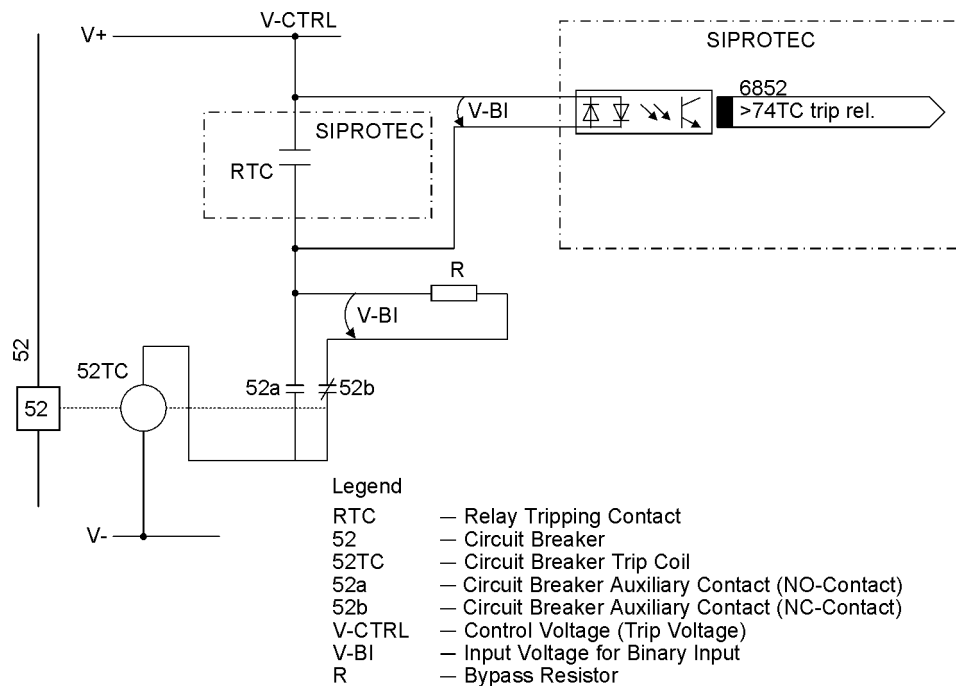 V-CTRL
V+
SIPROTEC
6852
>74TC trip rel.
V-BI
SIPROTEC
RTC
R
V-BI
52
52TC
52a
52b
52
V-
Legend
RTC – Relay Tripping Contact
52 – Circuit Breaker
52TC – Circuit Breaker Trip Coil
52a – Circuit Breaker Auxiliary Contact (NO-Contact)
52b – Circuit Breaker Auxiliary Contact (NC-Contact)
V-CTRL – Control Voltage (Trip Voltage)
V-BI – Input Voltage for Binary Input
R – Bypass Resistor